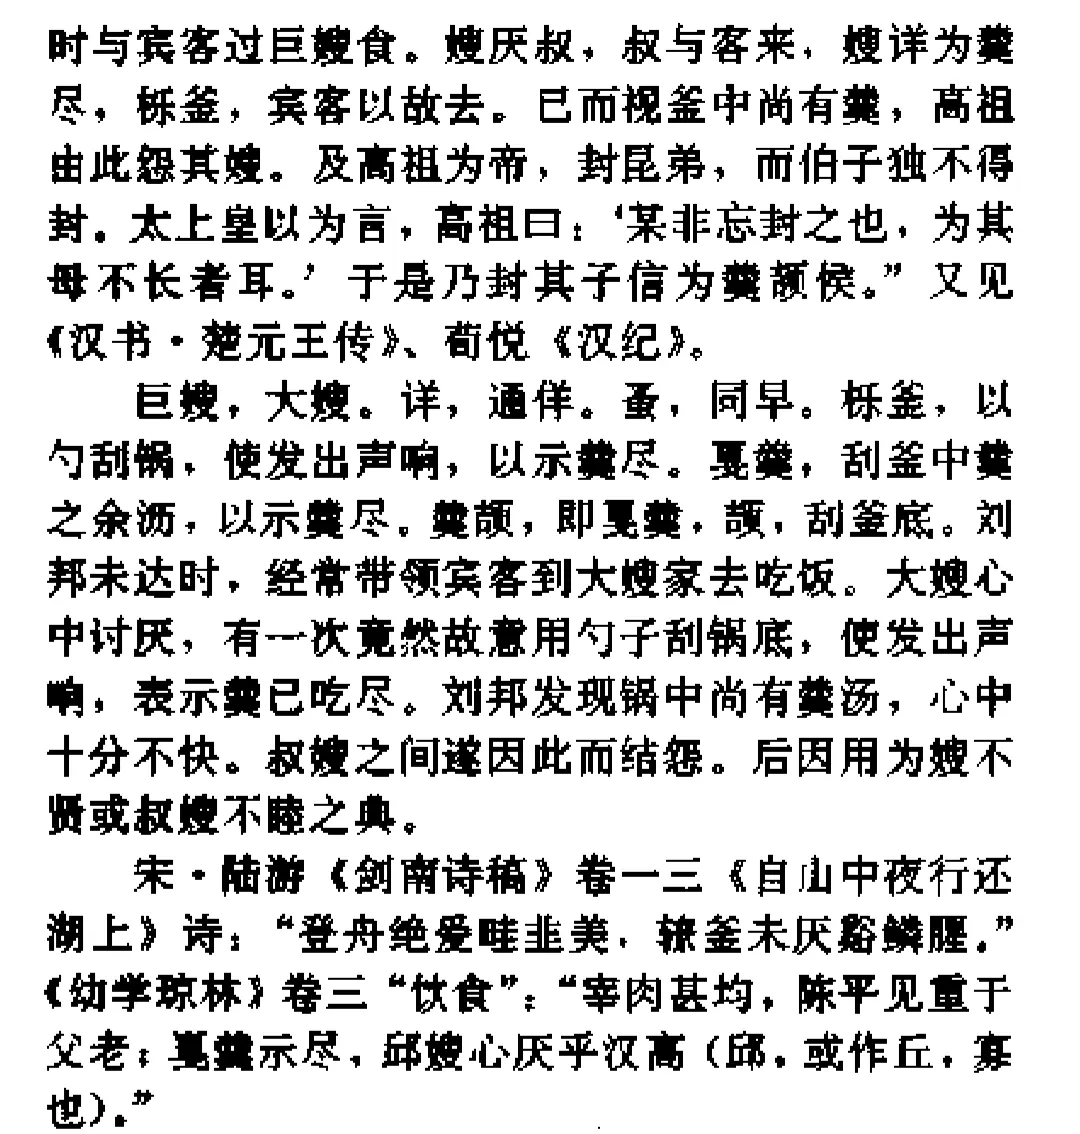 时与宾客过巨嫂食。嫂厌叔，叔与客来，嫂详为羹
尽，栎釜，宾客以故去。已而视釜中尚有羹，高祖
由此怨其嫂。及高祖为帝，封昆弟，而伯子独不得
封。太上皇以为言，高祖曰：‘某非忘封之也，为其
母不长者耳。’于是乃封其子信为羹颉侯。”又见
《汉书·楚元王传》、荀悦《汉纪》。
巨嫂，大嫂。详，通佯。蚤，同早。栎釜，以
勺刮锅，使发出声响，以示羹尽。戛羹，刮釜中羹
之余沥，以示羹尽。羹颉，即戛羹，颉，刮釜底。刘
邦未达时，经常带领宾客到大嫂家去吃饭。大嫂心
中讨厌，有一次竟然故意用勺子刮锅底，使发出声
响，表示羹已吃尽。刘邦发现锅中尚有羹汤，心中
十分不快。叔嫂之间遂因此而结怨。后因用为嫂不
贤或叔嫂不睦之典。
宋·陆游《剑南诗稿》卷一三《自山中夜行还
湖上》诗：“登舟绝爱畦韭美，轑釜未厌谿鳞腥。”
《幼学琼林》卷三“饮食”：“宰肉甚均，陈平见重于
父老；戛羹示尽，邱嫂心厌乎汉高（邱，或作丘，寡
也）。”